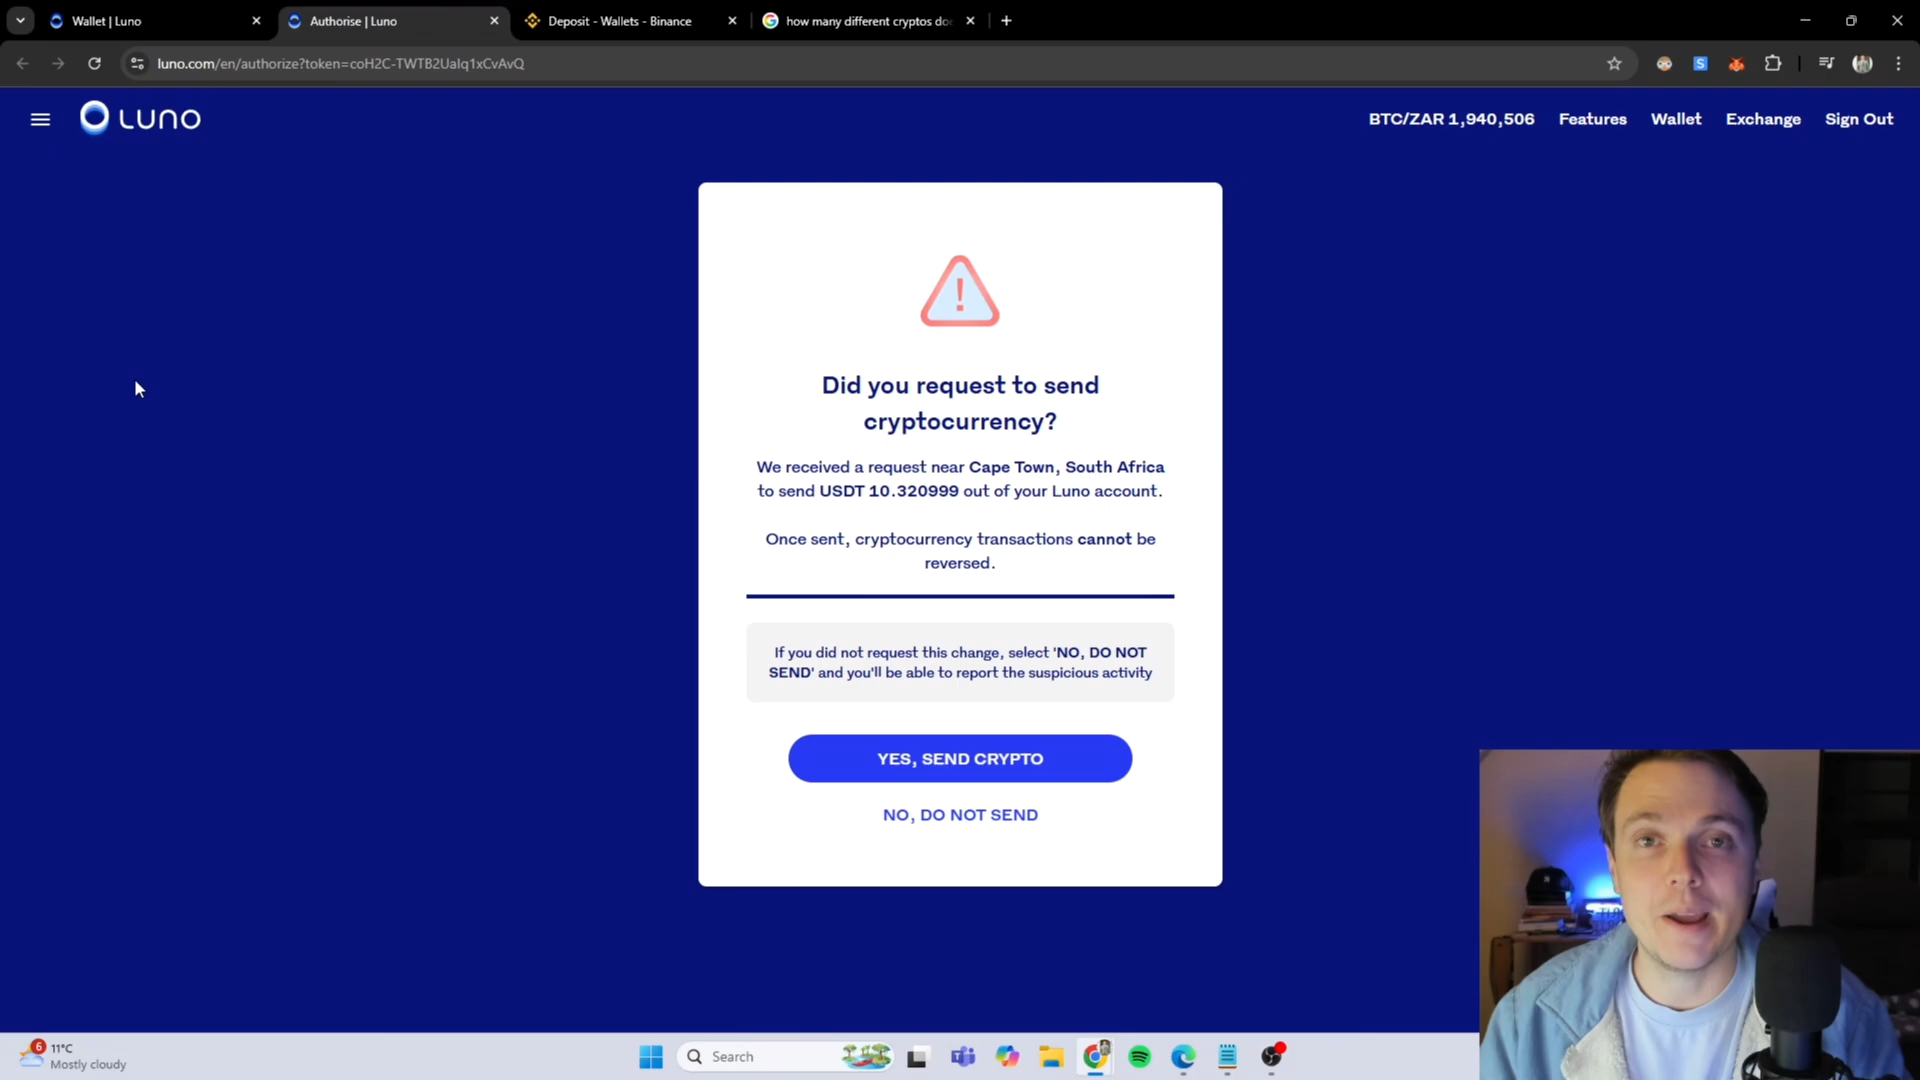 Wallet | Luno
Authorise | Luno
Deposit - Wallets - Binance
how many different cryptos doe
luno.com/en/authorize?token=coH2C-TWTB2UaIq1xCvAvQ
S
LUNO
BTC/ZAR 1,940,506
Features
Wallet
Exchange
Sign Out
!
Did you request to send
cryptocurrency?
We received a request near Cape Town, South Africa
to send USDT 10.320999 out of your Luno account.
Once sent, cryptocurrency transactions cannot be
reversed.
If you did not request this change, select 'NO, DO NOT
SEND' and you'll be able to report the suspicious activity
YES, SEND CRYPTO
NO, DO NOT SEND
6
11°C
Mostly cloudy
Search